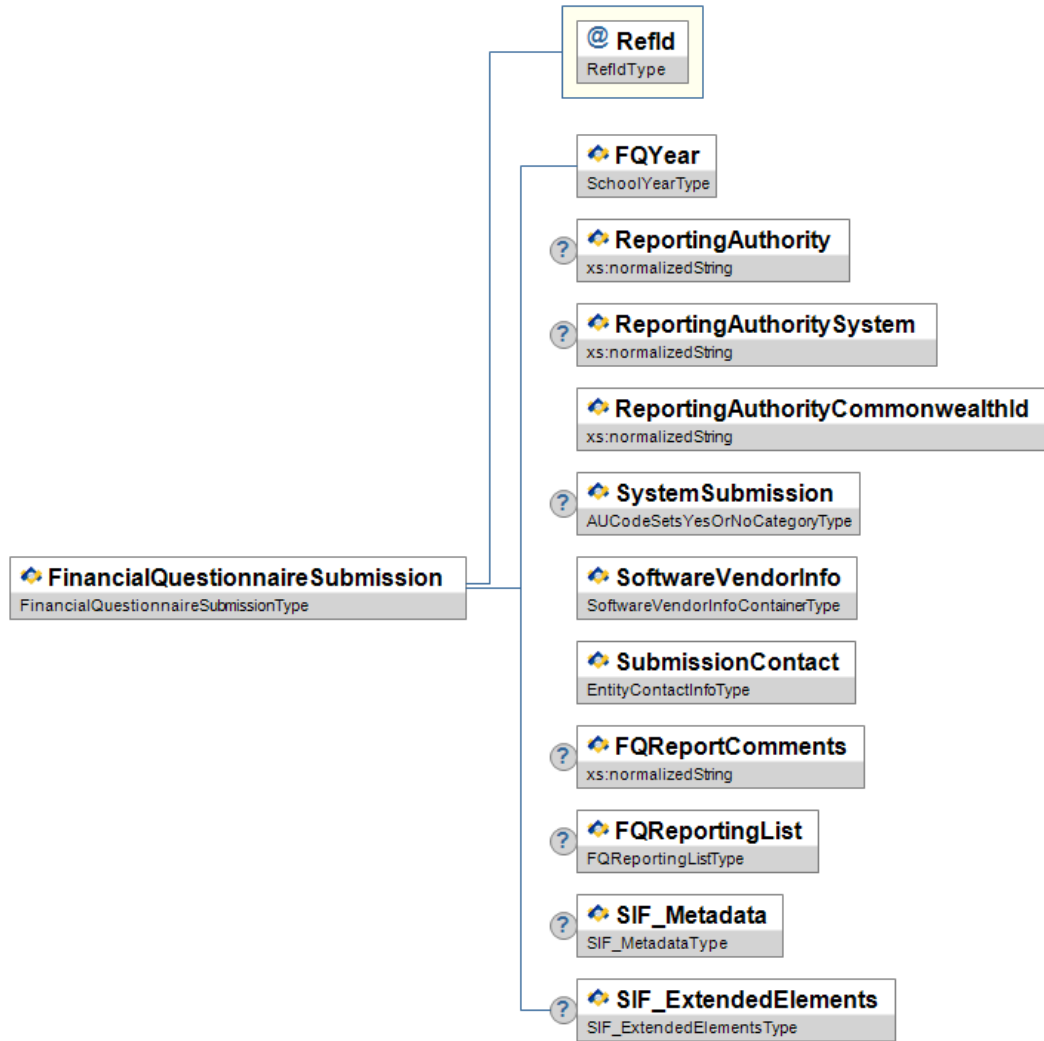 @ RefId
RefIdType
FQYear
SchoolYearType
? ReportingAuthority
xs:normalizedString
? ReportingAuthoritySystem
xs:normalizedString
ReportingAuthorityCommonwealthId
xs:normalizedString
? SystemSubmission
AUCodeSetsYesOrNoCategoryType
FinancialQuestionnaireSubmission
FinancialQuestionnaireSubmissionType
SoftwareVendorInfo
SoftwareVendorInfoContainerType
SubmissionContact
EntityContactInfoType
? FQReportComments
xs:normalizedString
? FQReportingList
FQReportingListType
? SIF_Metadata
SIF_MetadataType
? SIF_ExtendedElements
SIF_ExtendedElementsType